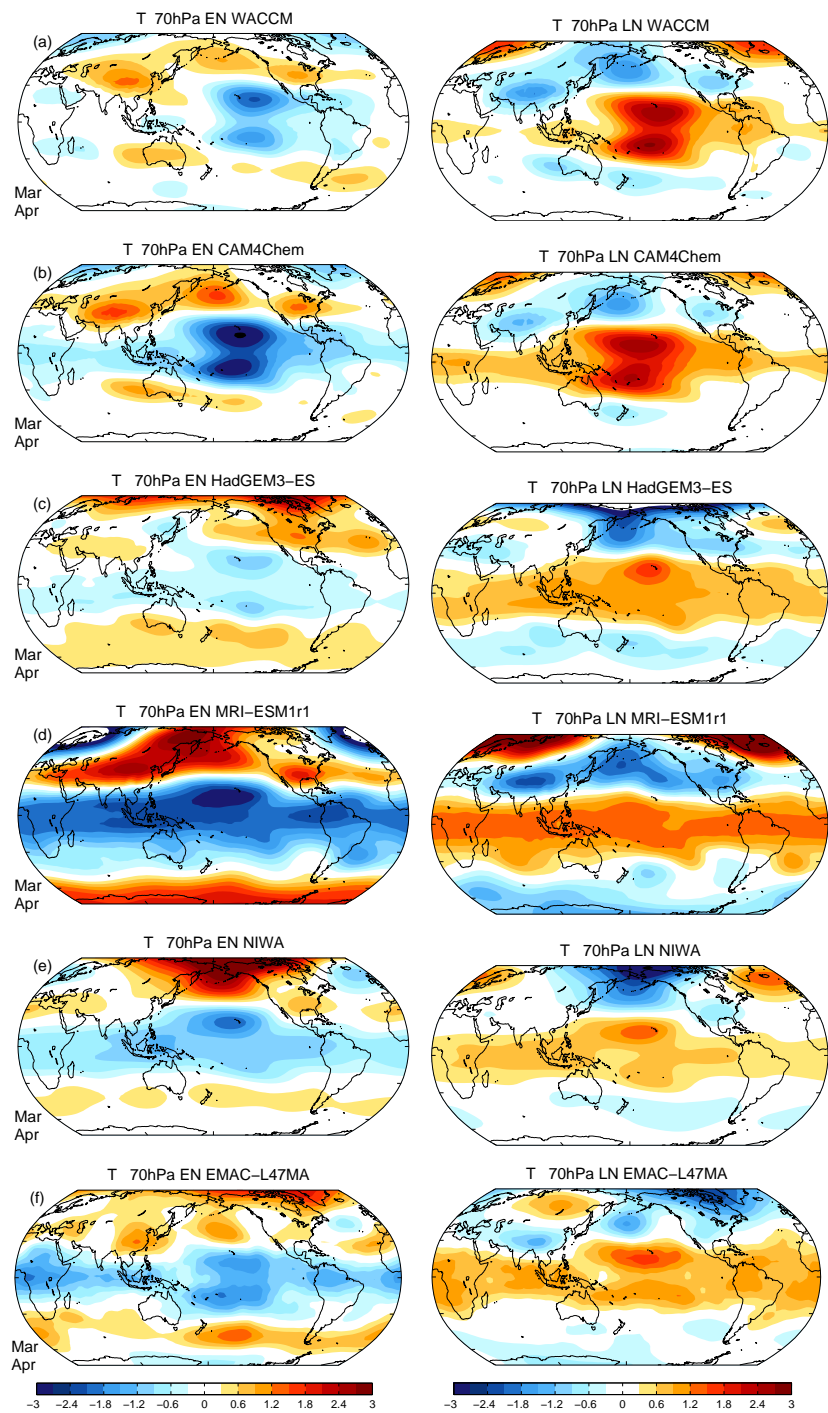 T 70hPa EN WACCM
T 70hPa LN WACCM
(a)
Mar
Apr
T 70hPa EN CAM4Chem
T 70hPa LN CAM4Chem
(b)
Mar
Apr
T 70hPa EN HadGEM3-ES
T 70hPa LN HadGEM3-ES
(c)
Mar
Apr
T 70hPa EN MRI-ESM1r1
T 70hPa LN MRI-ESM1r1
(d)
Mar
Apr
T 70hPa EN NIWA
T 70hPa LN NIWA
(e)
Mar
Apr
T 70hPa EN EMAC-L47MA
T 70hPa LN EMAC-L47MA
(f)
Mar
Apr
-3 -2.4 -1.8 -1.2 -0.6 0 0.6 1.2 1.8 2.4 3
-3 -2.4 -1.8 -1.2 -0.6 0 0.6 1.2 1.8 2.4 3